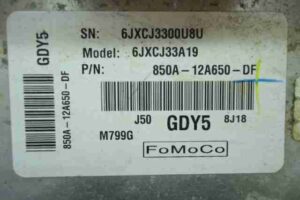 SN: 6JXCJ3300U8U
Model: 6JXCJ33A19
P/N: 850A-12A650-DF
GDY5
850A-12A650-DF
J50 GDY5 8J18
M799G
FoMoCo